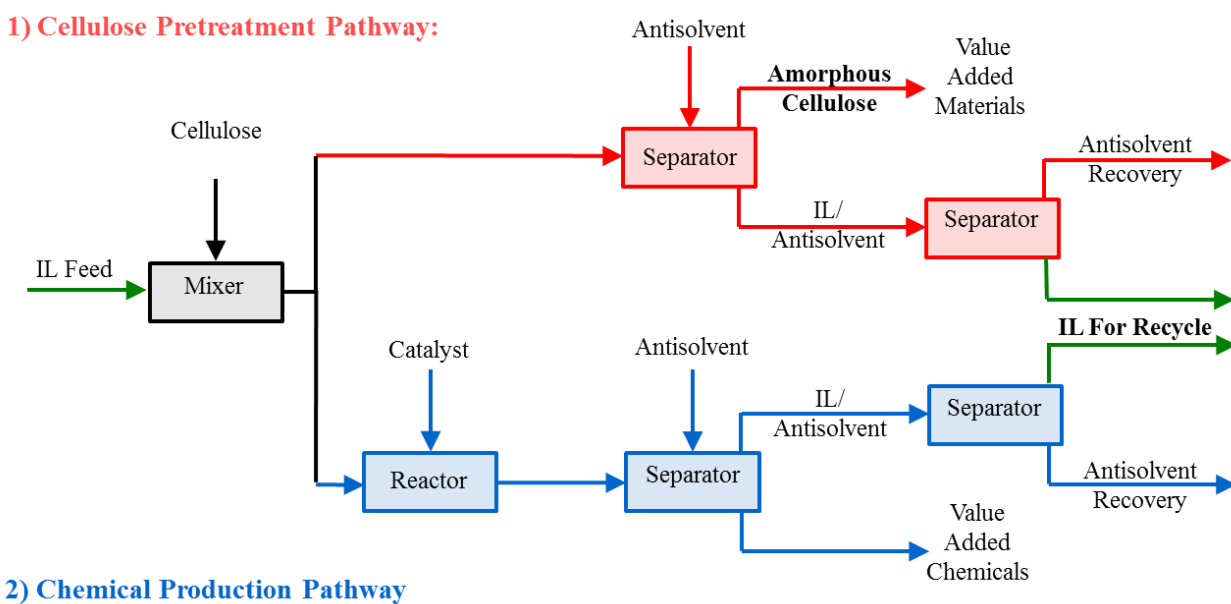 1) Cellulose Pretreatment Pathway:
Antisolvent
Value
Added
Materials
Amorphous
Cellulose
Cellulose
Separator
Antisolvent
Recovery
IL/
Antisolvent
Separator
IL Feed
Mixer
IL For Recycle
Catalyst
Antisolvent
IL/
Antisolvent
Separator
Reactor
Separator
Antisolvent
Recovery
Value
Added
Chemicals
2) Chemical Production Pathway